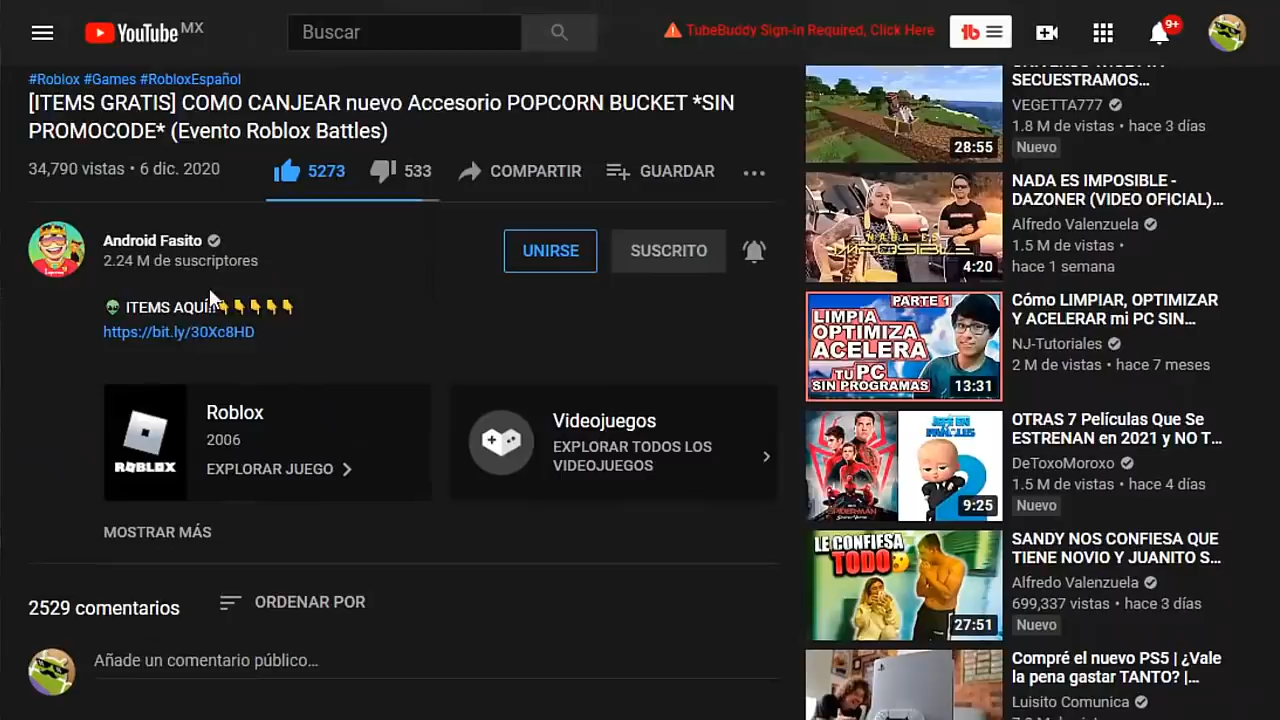 YouTube MX
Buscar
TubeBuddy Sign-in Required, Click Here
tb
9+
#Roblox #Games #RobloxEspañol
[ITEMS GRATIS] COMO CANJEAR nuevo Accesorio POPCORN BUCKET *SIN
PROMOCODE* (Evento Roblox Battles)
34,790 vistas • 6 dic. 2020
5273
533
COMPARTIR
GUARDAR
Android Fasito
2.24 M de suscriptores
UNIRSE
SUSCRITO
ITEMS AQUÍ!
https://bit.ly/30Xc8HD
ROBLOX
Roblox
2006
EXPLORAR JUEGO
Videojuegos
EXPLORAR TODOS LOS
VIDEOJUEGOS
MOSTRAR MÁS
2529 comentarios
ORDENAR POR
Añade un comentario público...
28:55
SECUESTRAMOS...
VEGETTA777
1.8 M de vistas • hace 3 días
Nuevo
NADA ES
IMPOSIBLE
4:20
NADA ES IMPOSIBLE -
DAZONER (VIDEO OFICIAL)...
Alfredo Valenzuela
1.5 M de vistas •
hace 1 semana
PARTE 1
LIMPIA
OPTIMIZA
ACELERA
TU PC
SIN PROGRAMAS
13:31
Cómo LIMPIAR, OPTIMIZAR
Y ACELERAR mi PC SIN...
NJ-Tutoriales
2 M de vistas • hace 7 meses
9:25
OTRAS 7 Películas Que Se
ESTRENAN en 2021 y NO T...
DeToxoMoroxo
1.5 M de vistas • hace 4 días
Nuevo
LE CONFIESA
TODO
27:51
SANDY NOS CONFIESA QUE
TIENE NOVIO Y JUANITO S...
Alfredo Valenzuela
699,337 vistas • hace 3 días
Nuevo
Compré el nuevo PS5 | ¿Vale
la pena gastar TANTO? |...
Luisito Comunica